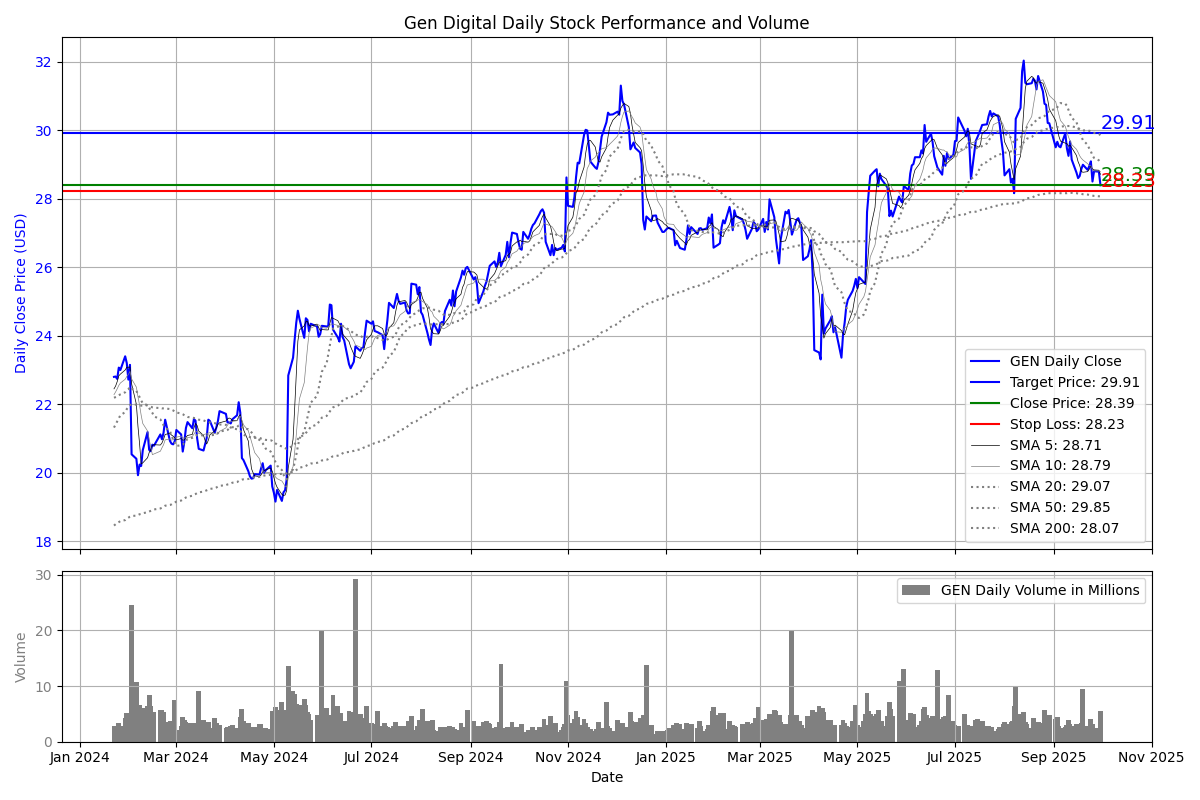 Gen Digital Daily Stock Performance and Volume
Daily Close Price (USD)
32
30
28
26
24
22
20
18
29.91
28.39
28.23
GEN Daily Close
Target Price: 29.91
Close Price: 28.39
Stop Loss: 28.23
SMA 5: 28.71
SMA 10: 28.79
SMA 20: 29.07
SMA 50: 29.85
SMA 200: 28.07
Volume
30
20
10
0
GEN Daily Volume in Millions
Jan 2024 Mar 2024 May 2024 Jul 2024 Sep 2024 Nov 2024 Jan 2025 Mar 2025 May 2025 Jul 2025 Sep 2025 Nov 2025
Date